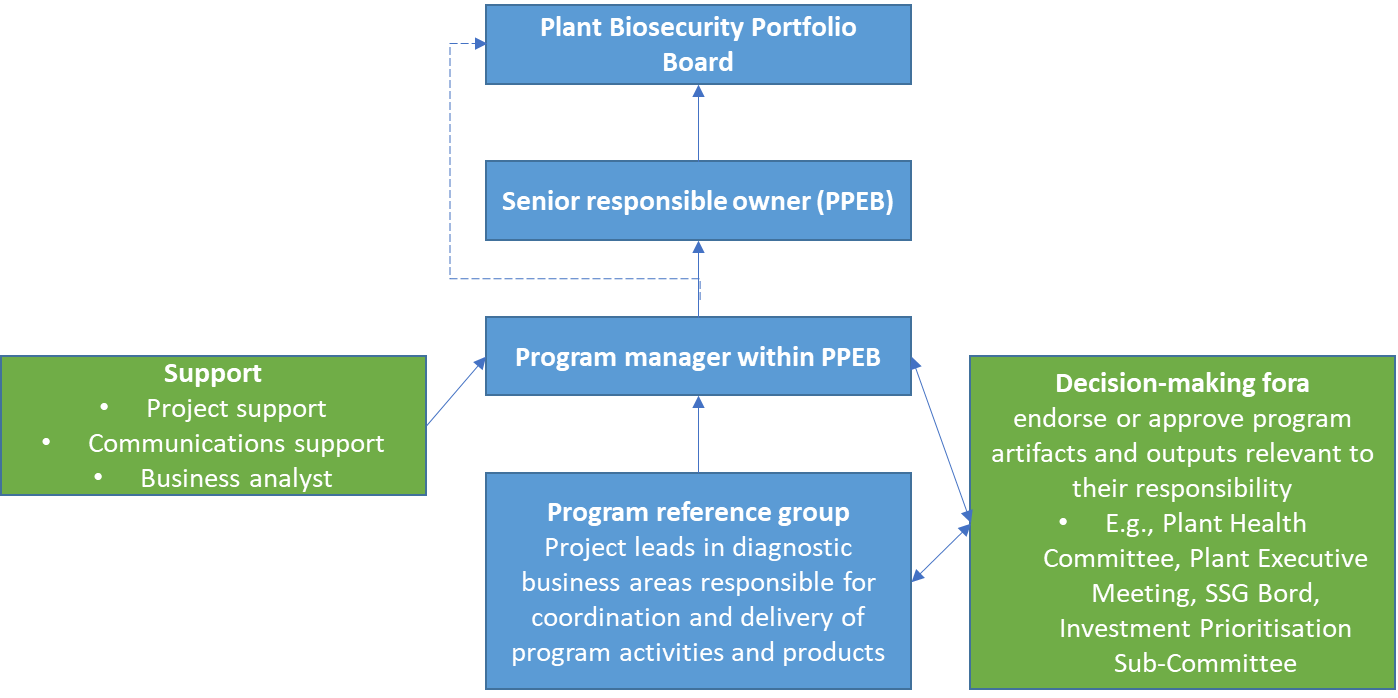 Plant Biosecurity Portfolio
Board
Senior responsible owner (PPEB)
Program manager within PPEB
Support
• Project support
• Communications support
• Business analyst
Program reference group
Project leads in diagnostic
business areas responsible for
coordination and delivery of
program activities and products
Decision-making fora
endorse or approve program
artifacts and outputs relevant to
their responsibility
• E.g., Plant Health
Committee, Plant Executive
Meeting, SSG Bord,
Investment Prioritisation
Sub-Committee